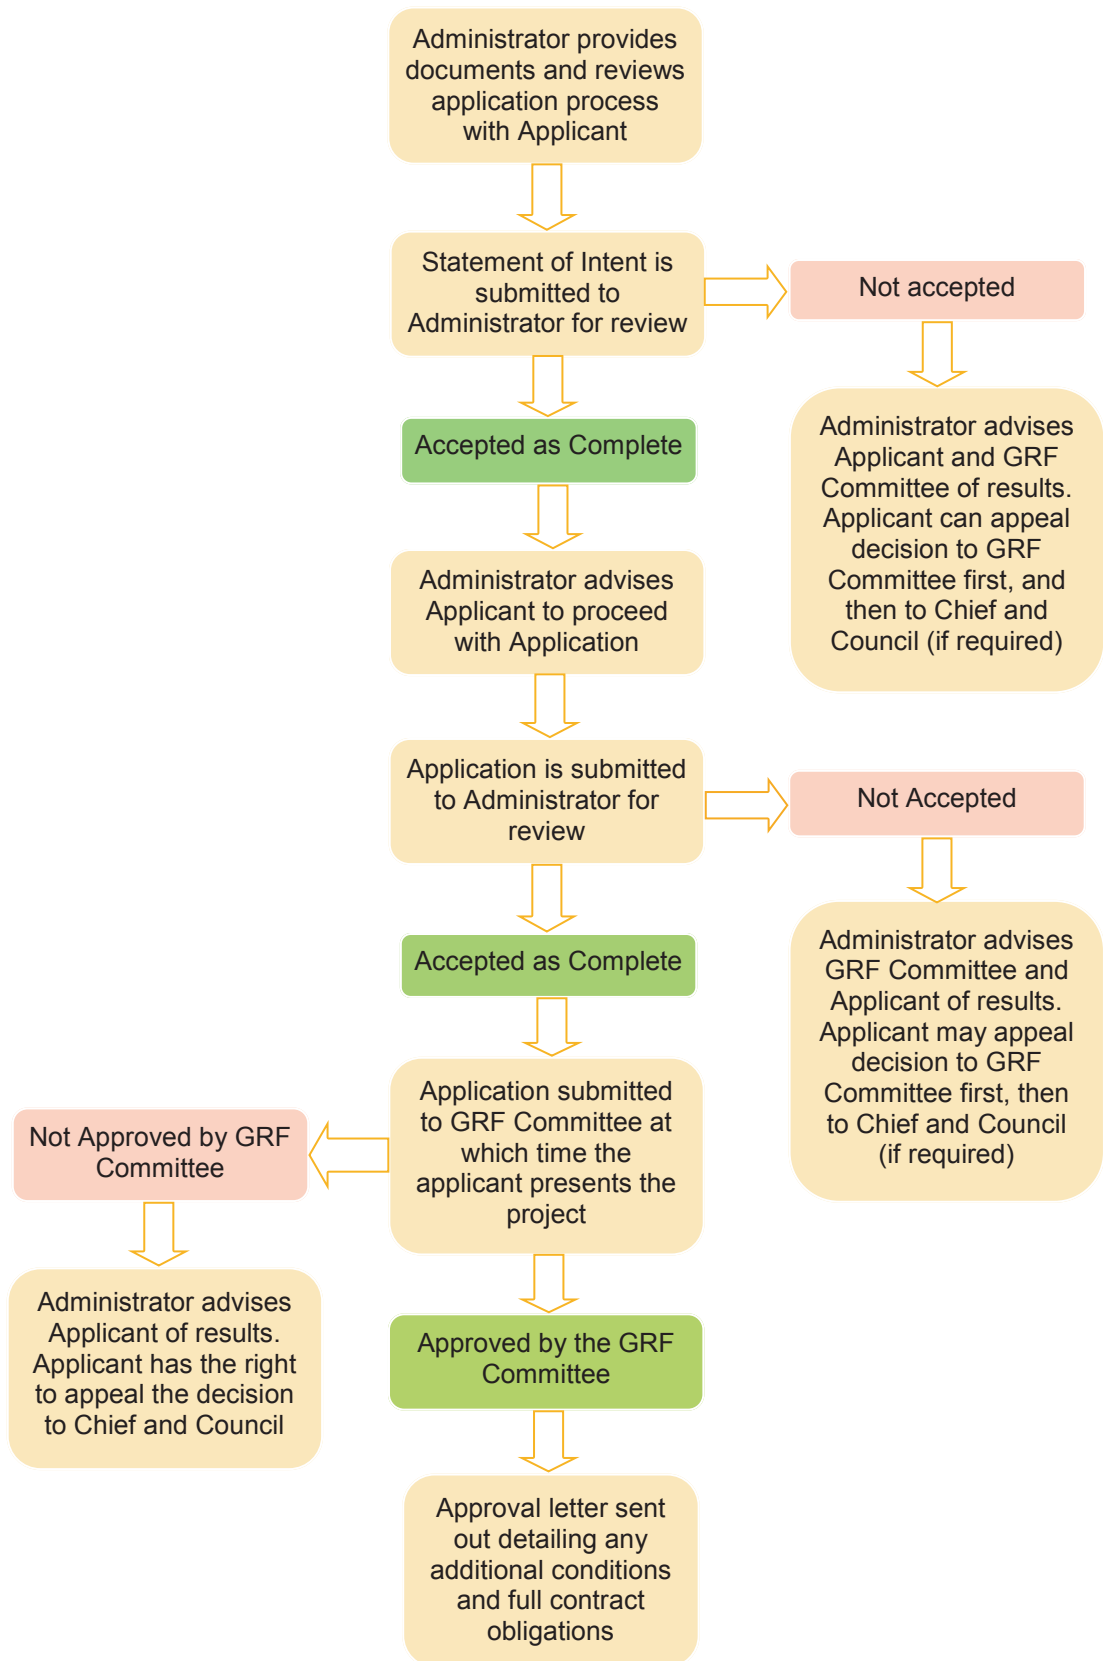 Administrator provides
documents and reviews
application process
with Applicant
Statement of Intent is
submitted to
Administrator for review
Not accepted
Accepted as Complete
Administrator advises
Applicant and GRF
Committee of results.
Applicant can appeal
decision to GRF
Committee first, and
then to Chief and
Council (if required)
Administrator advises
Applicant to proceed
with Application
Application is submitted
to Administrator for
review
Not Accepted
Accepted as Complete
Administrator advises
GRF Committee and
Applicant of results.
Applicant may appeal
decision to GRF
Committee first, then
to Chief and Council
(if required)
Application submitted
to GRF Committee at
which time the
applicant presents the
project
Not Approved by GRF
Committee
Administrator advises
Applicant of results.
Applicant has the right
to appeal the decision
to Chief and Council
Approved by the GRF
Committee
Approval letter sent
out detailing any
additional conditions
and full contract
obligations